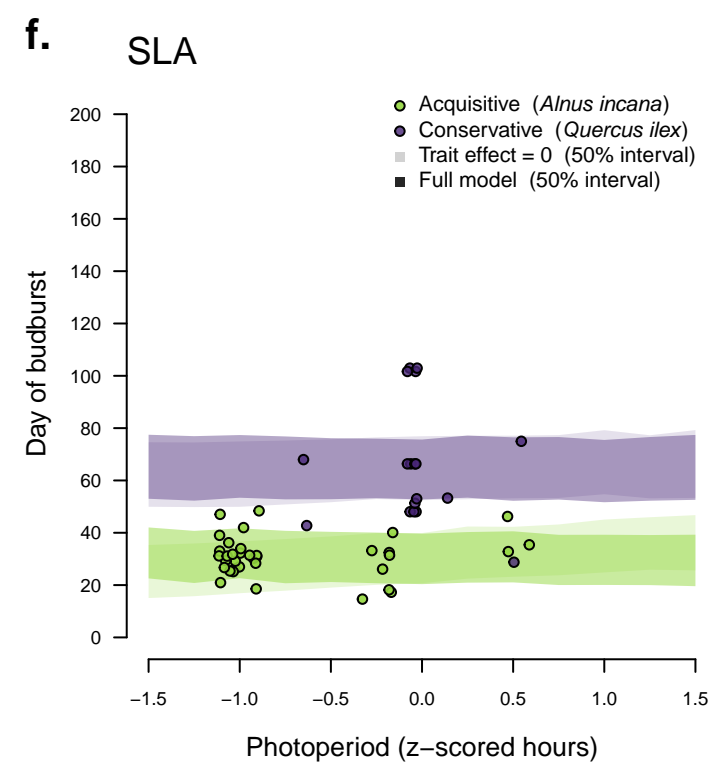 f.
SLA
Acquisitive (Alnus incana)
Conservative (Quercus ilex)
Trait effect = 0 (50% interval)
Full model (50% interval)
Day of budburst
200
180
160
140
120
100
80
60
40
20
0
−1.5 −1.0 −0.5 0.0 0.5 1.0 1.5
Photoperiod (z−scored hours)